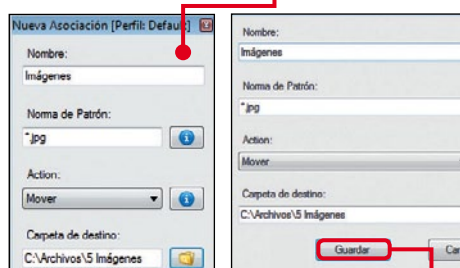 Nueva Asociación [Perfil: Default]
Nombre:
Imágenes
Norma de Patrón:
*.jpg
Action:
Mover
Carpeta de destino:
C:\Archivos\5 Imágenes
Nombre:
Imágenes
Norma de Patrón:
*.jpg
Action:
Mover
Carpeta de destino:
C:\Archivos\5 Imágenes
Guardar